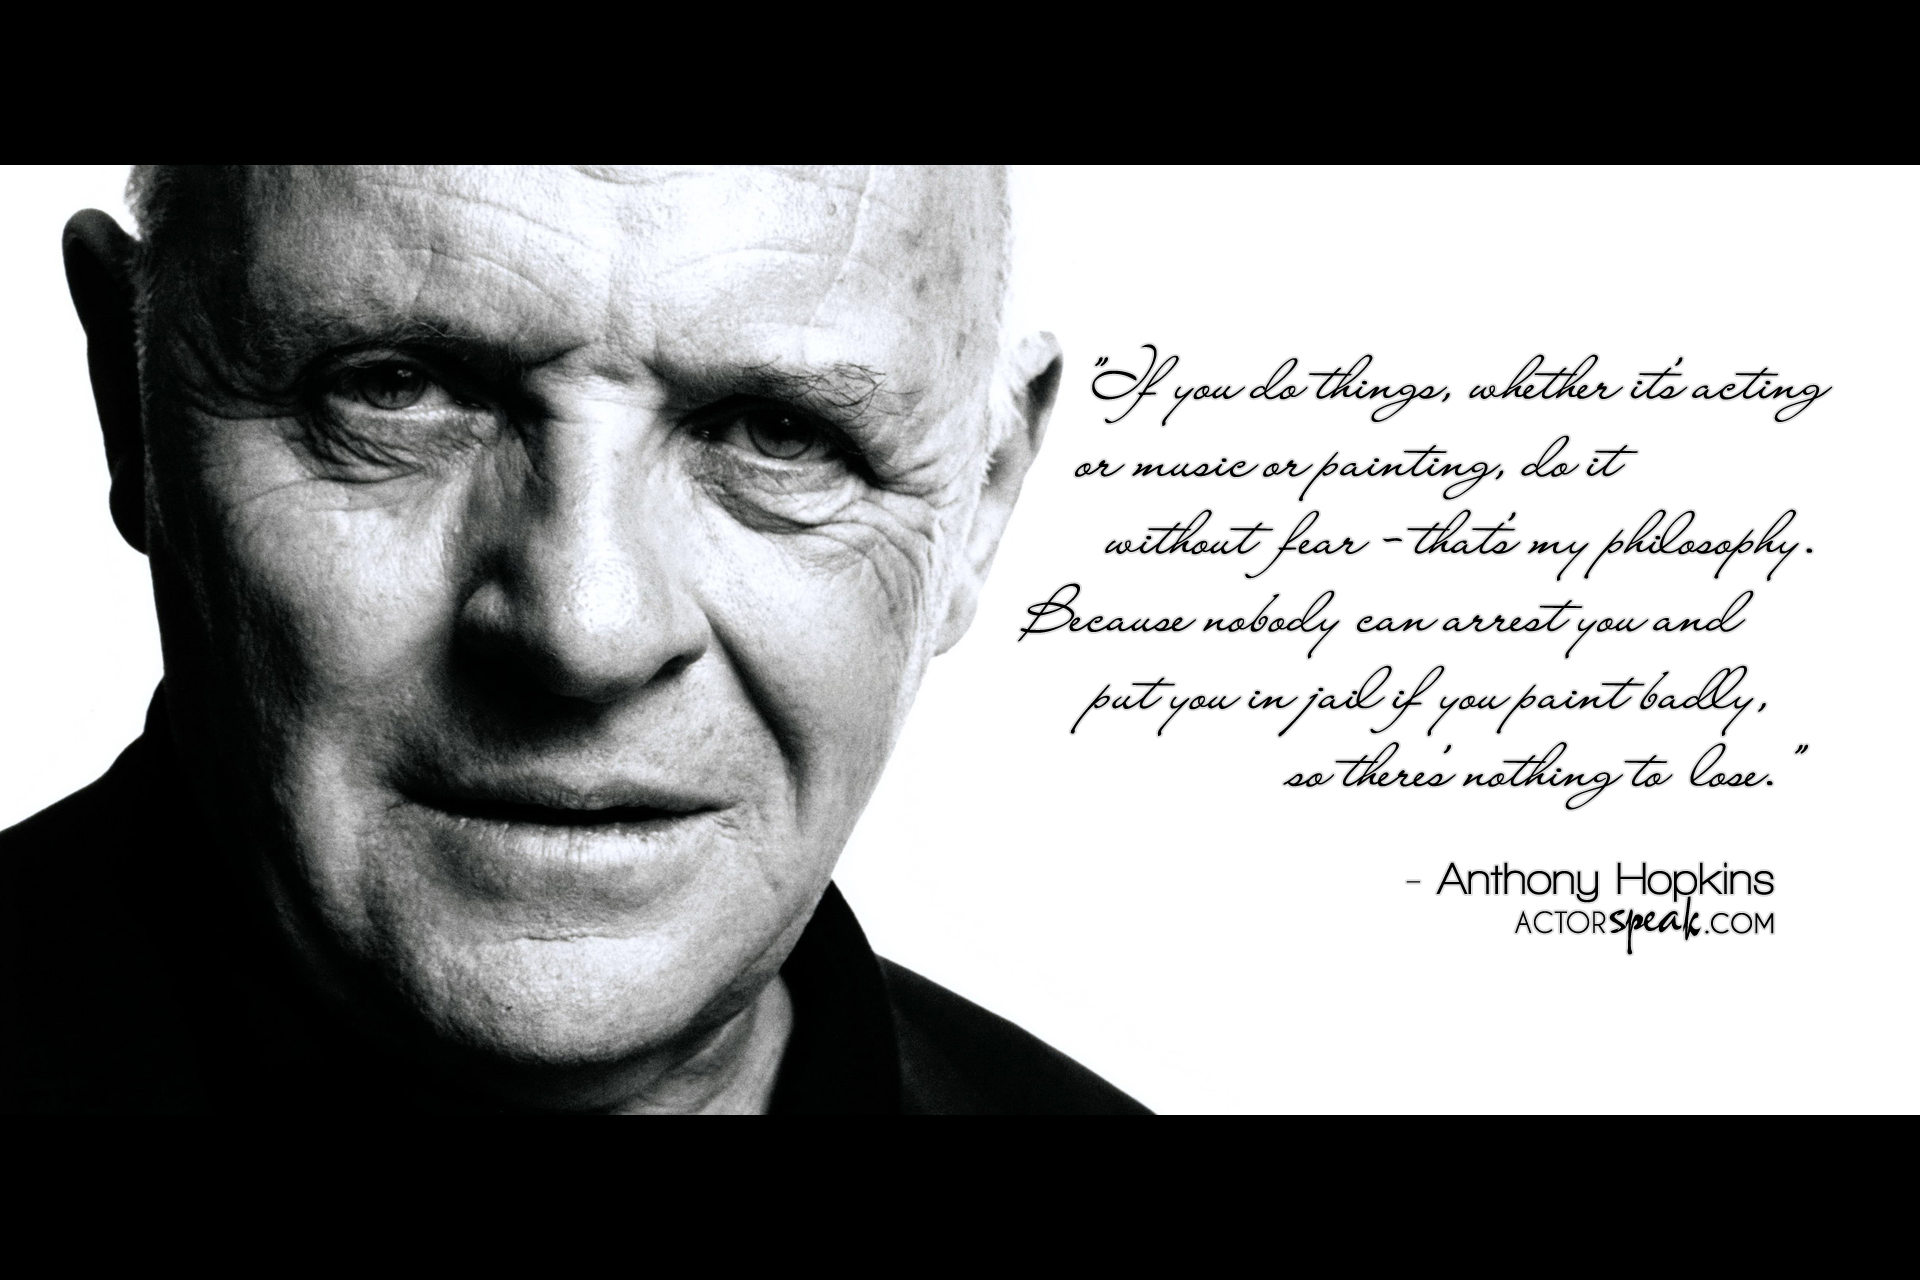 "If you do things, whether it's acting
or music or painting, do it
without fear - that's my philosophy.
Because nobody can arrest you and
put you in jail if you paint badly,
so there's nothing to lose."
- Anthony Hopkins
ACTORspeak.COM